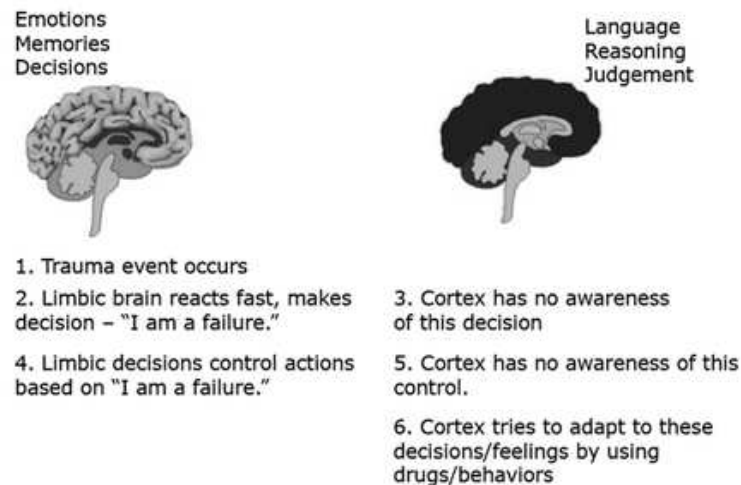 Emotions
Memories
Decisions
Language
Reasoning
Judgement
1. Trauma event occurs
2. Limbic brain reacts fast, makes
decision – “I am a failure.”
3. Cortex has no awareness
of this decision
4. Limbic decisions control actions
based on “I am a failure.”
5. Cortex has no awareness of this
control.
6. Cortex tries to adapt to these
decisions/feelings by using
drugs/behaviors